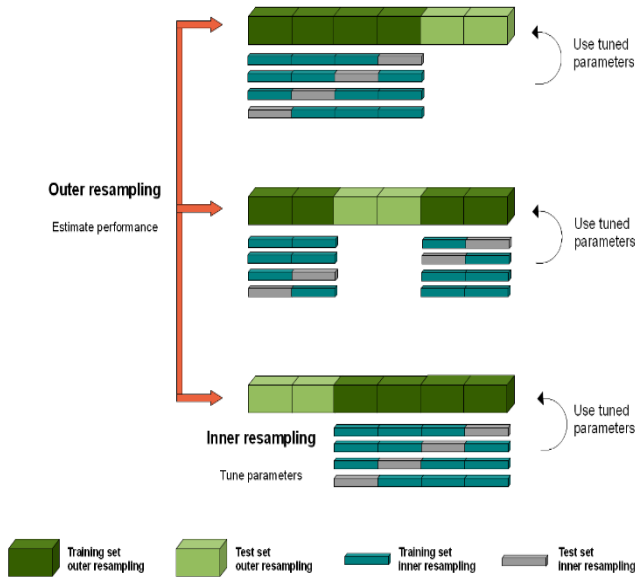 Use tuned
parameters
Outer resampling
Estimate performance
Use tuned
parameters
Use tuned
parameters
Inner resampling
Tune parameters
Training set
outer resampling
Test set
outer resampling
Training set
inner resampling
Test set
inner resampling